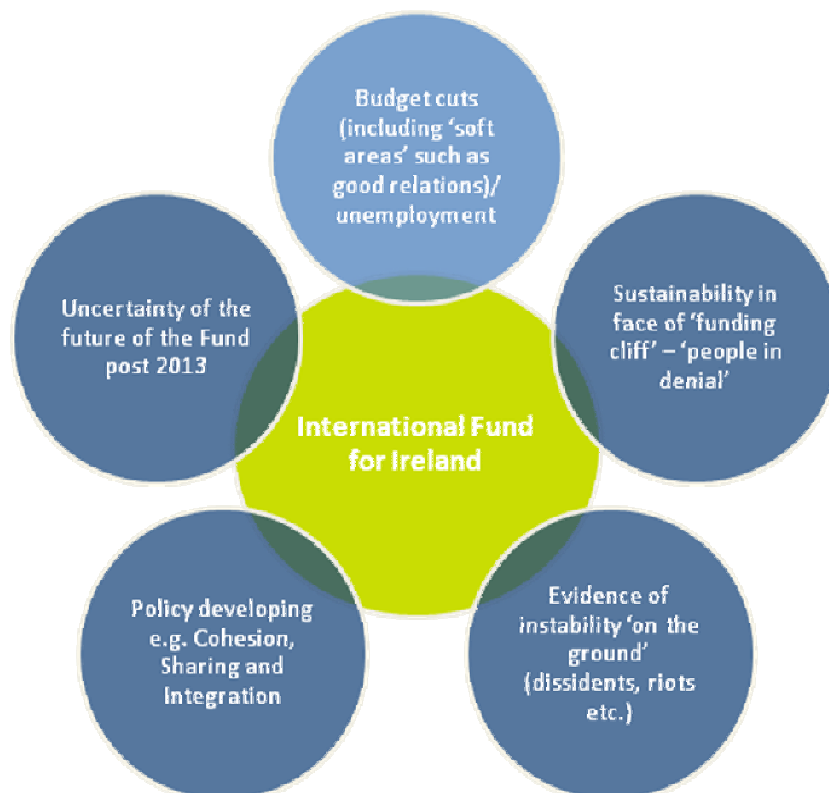 Budget cuts
(including ‘soft
areas’ such as
good relations)/
unemployment
Uncertainty of the
future of the Fund
post 2013
Sustainability in
face of ‘funding
cliff’ – ‘people in
denial’
International Fund
for Ireland
Policy developing
e.g. Cohesion,
Sharing and
Integration
Evidence of
instability ‘on the
ground’
(dissidents, riots
etc.)